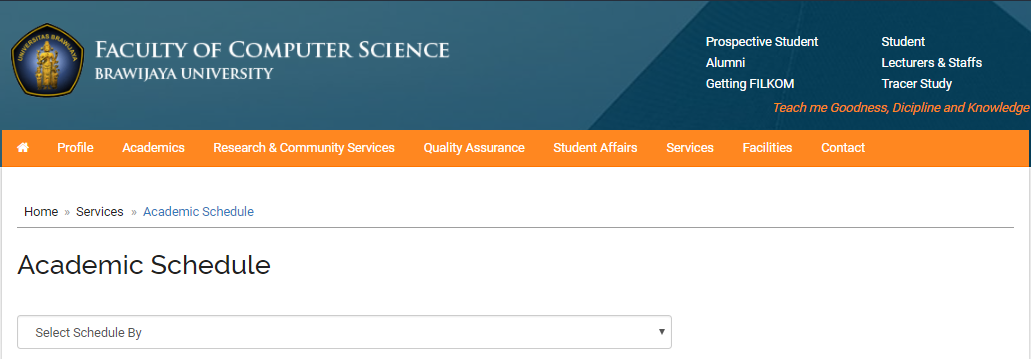 UNIVERSITAS BRAWIJAYA
FACULTY OF COMPUTER SCIENCE
BRAWIJAYA UNIVERSITY
Prospective Student Student
Alumni Lecturers & Staffs
Getting FILKOM Tracer Study
Teach me Goodness, Dicipline and Knowledge
Profile Academics Research & Community Services Quality Assurance Student Affairs Services Facilities Contact
Home » Services » Academic Schedule
Academic Schedule
Select Schedule By